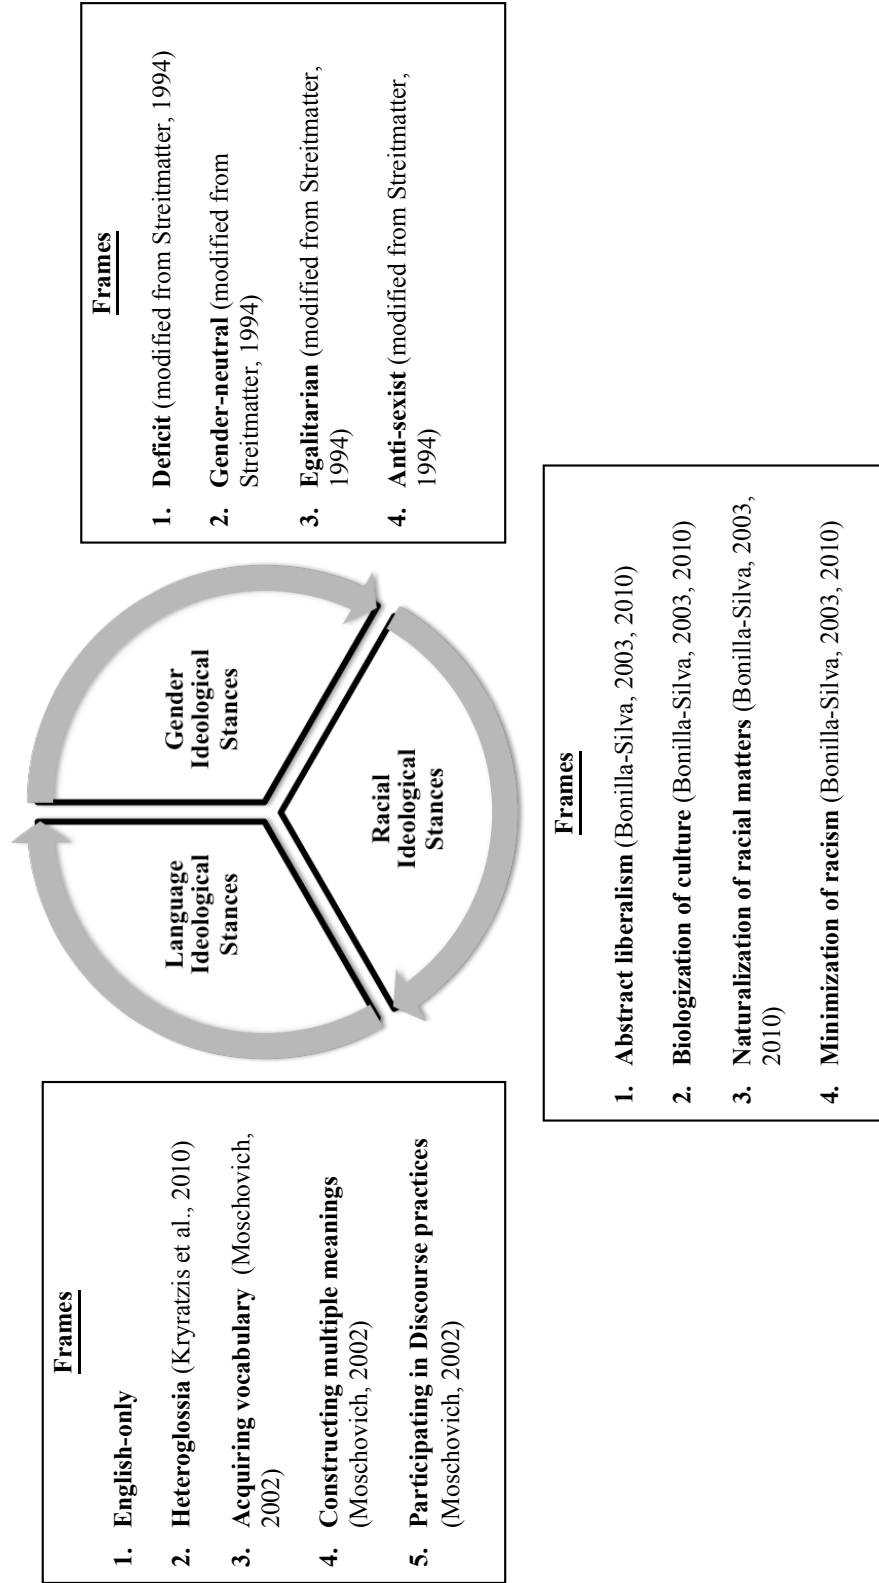 Frames
1. English-only
2. Heteroglossia (Kryratzis et al., 2010)
3. Acquiring vocabulary (Moschovich,
2002)
4. Constructing multiple meanings
(Moschovich, 2002)
5. Participating in Discourse practices
(Moschovich, 2002)
Language
Ideological
Stances
Gender
Ideological
Stances
Racial
Ideological
Stances
Frames
1. Deficit (modified from Streitmatter, 1994)
2. Gender-neutral (modified from
Streitmatter, 1994)
3. Egalitarian (modified from Streitmatter,
1994)
4. Anti-sexist (modified from Streitmatter,
1994)
Frames
1. Abstract liberalism (Bonilla-Silva, 2003, 2010)
2. Biologization of culture (Bonilla-Silva, 2003, 2010)
3. Naturalization of racial matters (Bonilla-Silva, 2003,
2010)
4. Minimization of racism (Bonilla-Silva, 2003, 2010)